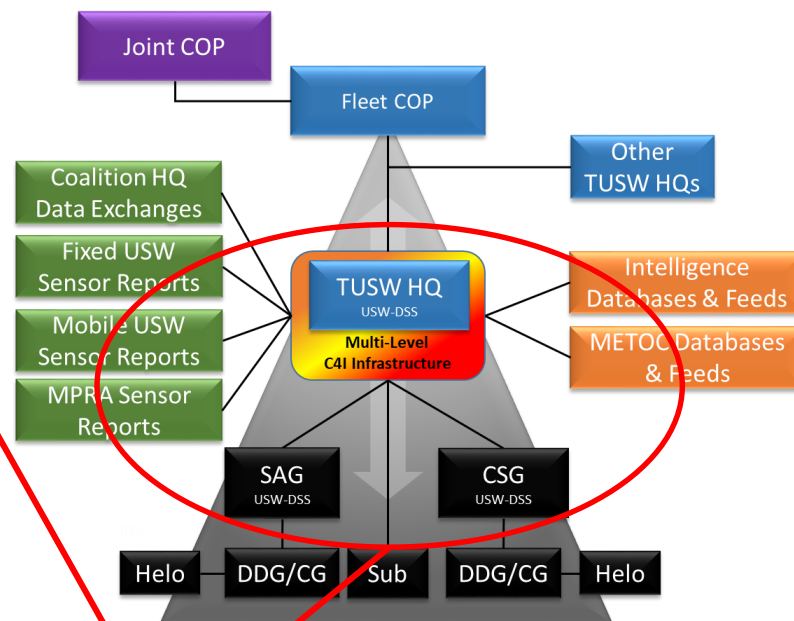 Joint COP
Fleet COP
Other
TUSW HQs
Coalition HQ
Data Exchanges
Fixed USW
Sensor Reports
Mobile USW
Sensor Reports
MPRA Sensor
Reports
TUSW HQ
USW-DSS
Multi-Level
C4I Infrastructure
Intelligence
Databases & Feeds
METOC Databases
& Feeds
SAG
USW-DSS
CSG
USW-DSS
Helo
DDG/CG
Sub
DDG/CG
Helo